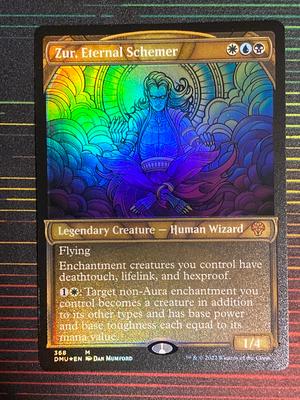 Zur, Eternal Schemer
Legendary Creature — Human Wizard
Flying
Enchantment creatures you control have
deathtouch, lifelink, and hexproof.
1W: Target non-Aura enchantment you
control becomes a creature in addition
to its other types and has base power
and base toughness each equal to its
mana value.
1/4
368 M
DMU★EN DAN MUMFORD
™ & © 2022 Wizards of the Coast